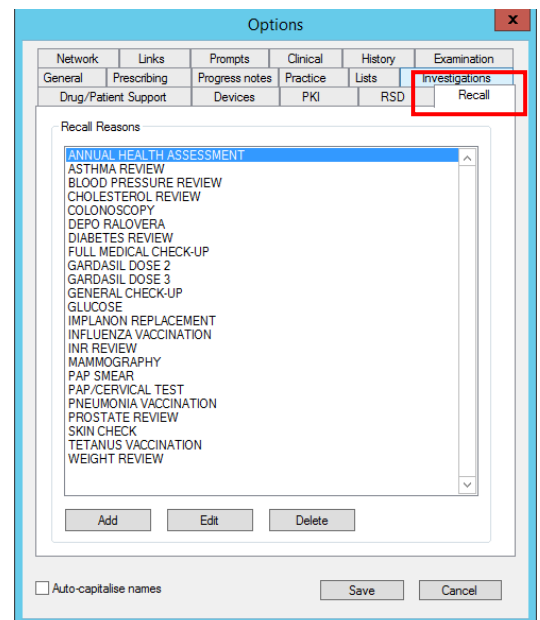 Options
x
Network Links Prompts Clinical History Examination
General Prescribing Progress notes Practice Lists Investigations
Drug/Patient Support Devices PKI RSD Recall
Recall Reasons
ANNUAL HEALTH ASSESSMENT
ASTHMA REVIEW
BLOOD PRESSURE REVIEW
CHOLESTEROL REVIEW
COLONOSCOPY
DEPO RALOVERA
DIABETES REVIEW
FULL MEDICAL CHECK-UP
GARDASIL DOSE 2
GARDASIL DOSE 3
GENERAL CHECK-UP
GLUCOSE
IMPLANON REPLACEMENT
INFLUENZA VACCINATION
INR REVIEW
MAMMOGRAPHY
PAP SMEAR
PAP/CERVICAL TEST
PNEUMONIA VACCINATION
PROSTATE REVIEW
SKIN CHECK
TETANUS VACCINATION
WEIGHT REVIEW
Add Edit Delete
Auto-capitalise names Save Cancel